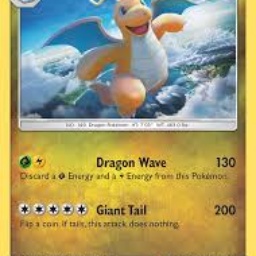 Dragon Wave 130
Discard a Energy and a Energy from this Pokémon.
Giant Tail 200
Flip a coin. If tails, this attack does nothing.